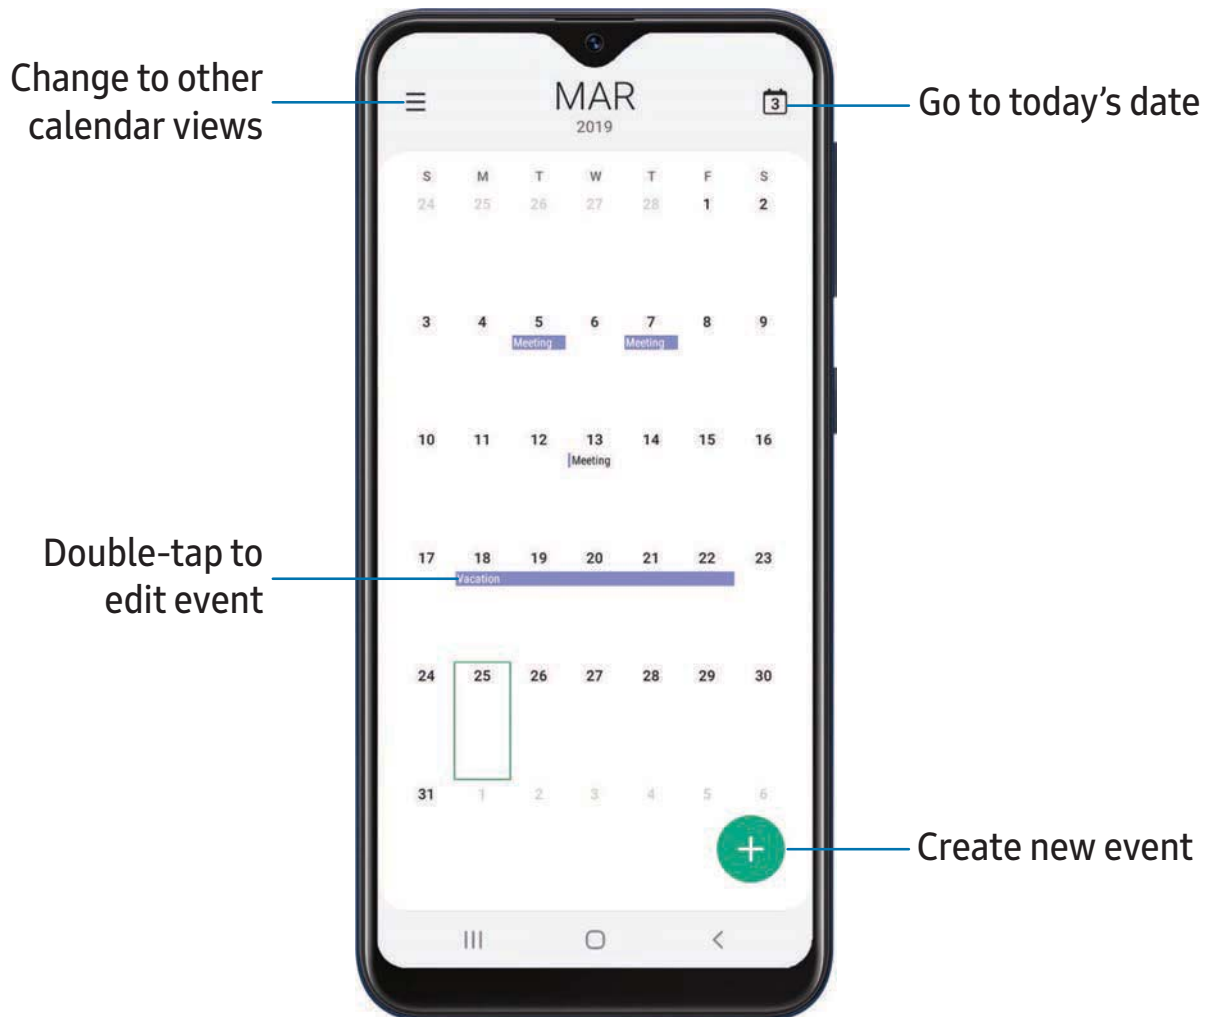 Change to other
calendar views
MAR
2019
3
Go to today's date
S M T W T F S
24 25 26 27 28 1 2
3 4 5 6 7 8 9
Meeting Meeting
10 11 12 13 14 15 16
Meeting
Double-tap to
edit event
17 18 19 20 21 22 23
Vacation
24 25 26 27 28 29 30
31 1 2 3 4 5 6
Create new event